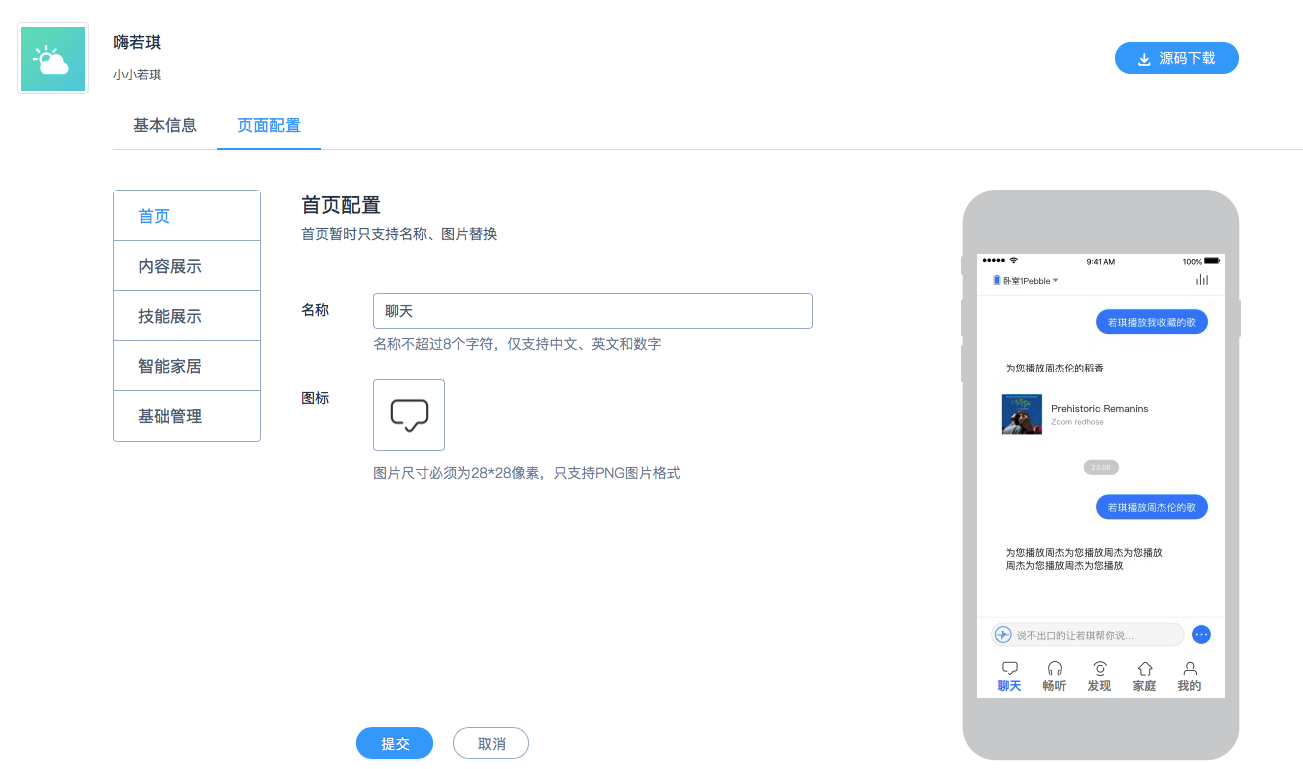 嗨若琪
小小若琪
源码下载
基本信息
页面配置
首页
内容展示
技能展示
智能家居
基础管理
首页配置
首页暂时只支持名称、图片替换
名称
聊天
名称不超过8个字符，仅支持中文、英文和数字
图标
图片尺寸必须为28*28像素，只支持PNG图片格式
提交
取消
9:41 AM
100%
卧室1Pebble
若琪播放我收藏的歌
为您播放周杰伦的稻香
Prehistoric Remanins
Zcom redhose
23:08
若琪播放周杰伦的歌
为您播放周杰为您播放周杰为您播放
周杰为您播放周杰为您播放
说不出口的让若琪帮你说...
聊天
畅听
发现
家庭
我的